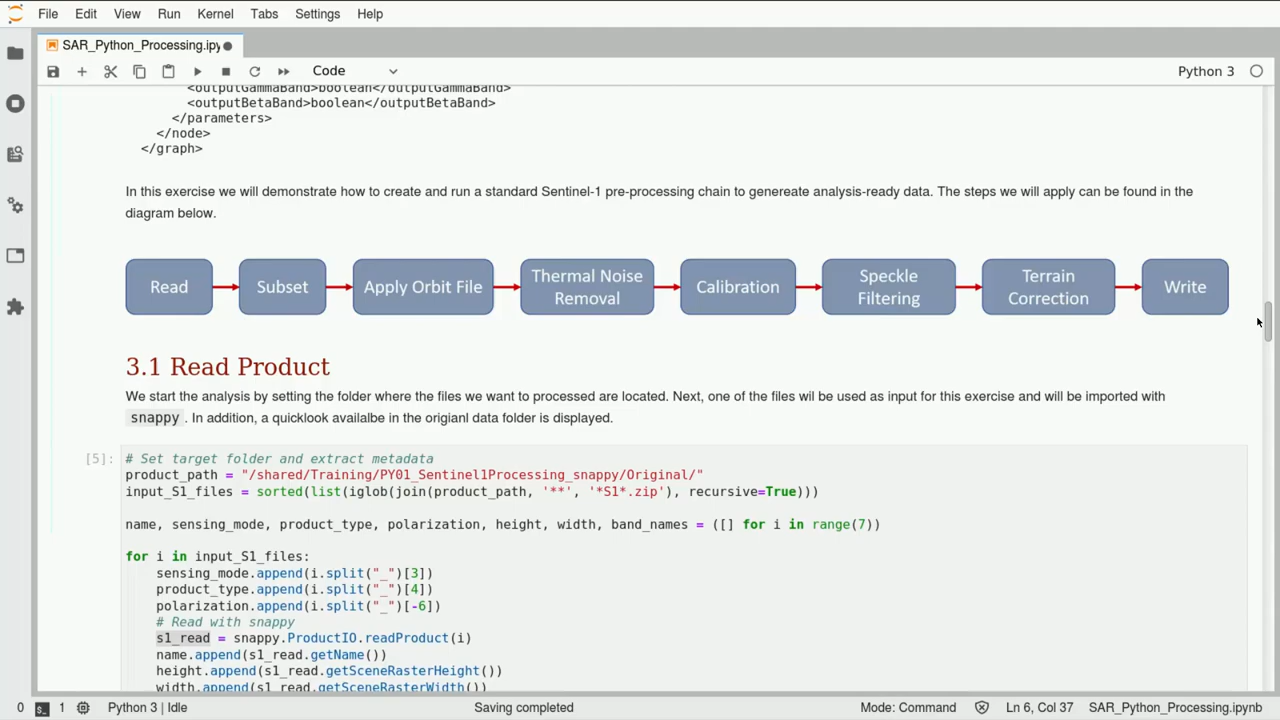 File Edit View Run Kernel Tabs Settings Help
SAR_Python_Processing.ipy
Code
Python 3
<outputGammaBand>boolean</outputGammaBand>
<outputBetaBand>boolean</outputBetaBand>
</parameters>
</node>
</graph>
In this exercise we will demonstrate how to create and run a standard Sentinel-1 pre-processing chain to genereate analysis-ready data. The steps we will apply can be found in the
diagram below.
Read
Subset
Apply Orbit File
Thermal Noise
Removal
Calibration
Speckle
Filtering
Terrain
Correction
Write
3.1 Read Product
We start the analysis by setting the folder where the files we want to processed are located. Next, one of the files wil be used as input for this exercise and will be imported with
snappy . In addition, a quicklook availalbe in the origianl data folder is displayed.
[5]: # Set target folder and extract metadata
product_path = "/shared/Training/PY01_Sentinel1Processing_snappy/Original/"
input_S1_files = sorted(list(iglob(join(product_path, '**', '*S1*.zip'), recursive=True)))
name, sensing_mode, product_type, polarization, height, width, band_names = ([] for i in range(7))
for i in input_S1_files:
sensing_mode.append(i.split("_")[3])
product_type.append(i.split("_")[4])
polarization.append(i.split("_")[-6])
# Read with snappy
s1_read = snappy.ProductIO.readProduct(i)
name.append(s1_read.getName())
height.append(s1_read.getSceneRasterHeight())
width.append(s1_read.getSceneRasterWidth())
0 1 Python 3 | Idle Saving completed Mode: Command Ln 6, Col 37 SAR_Python_Processing.ipynb